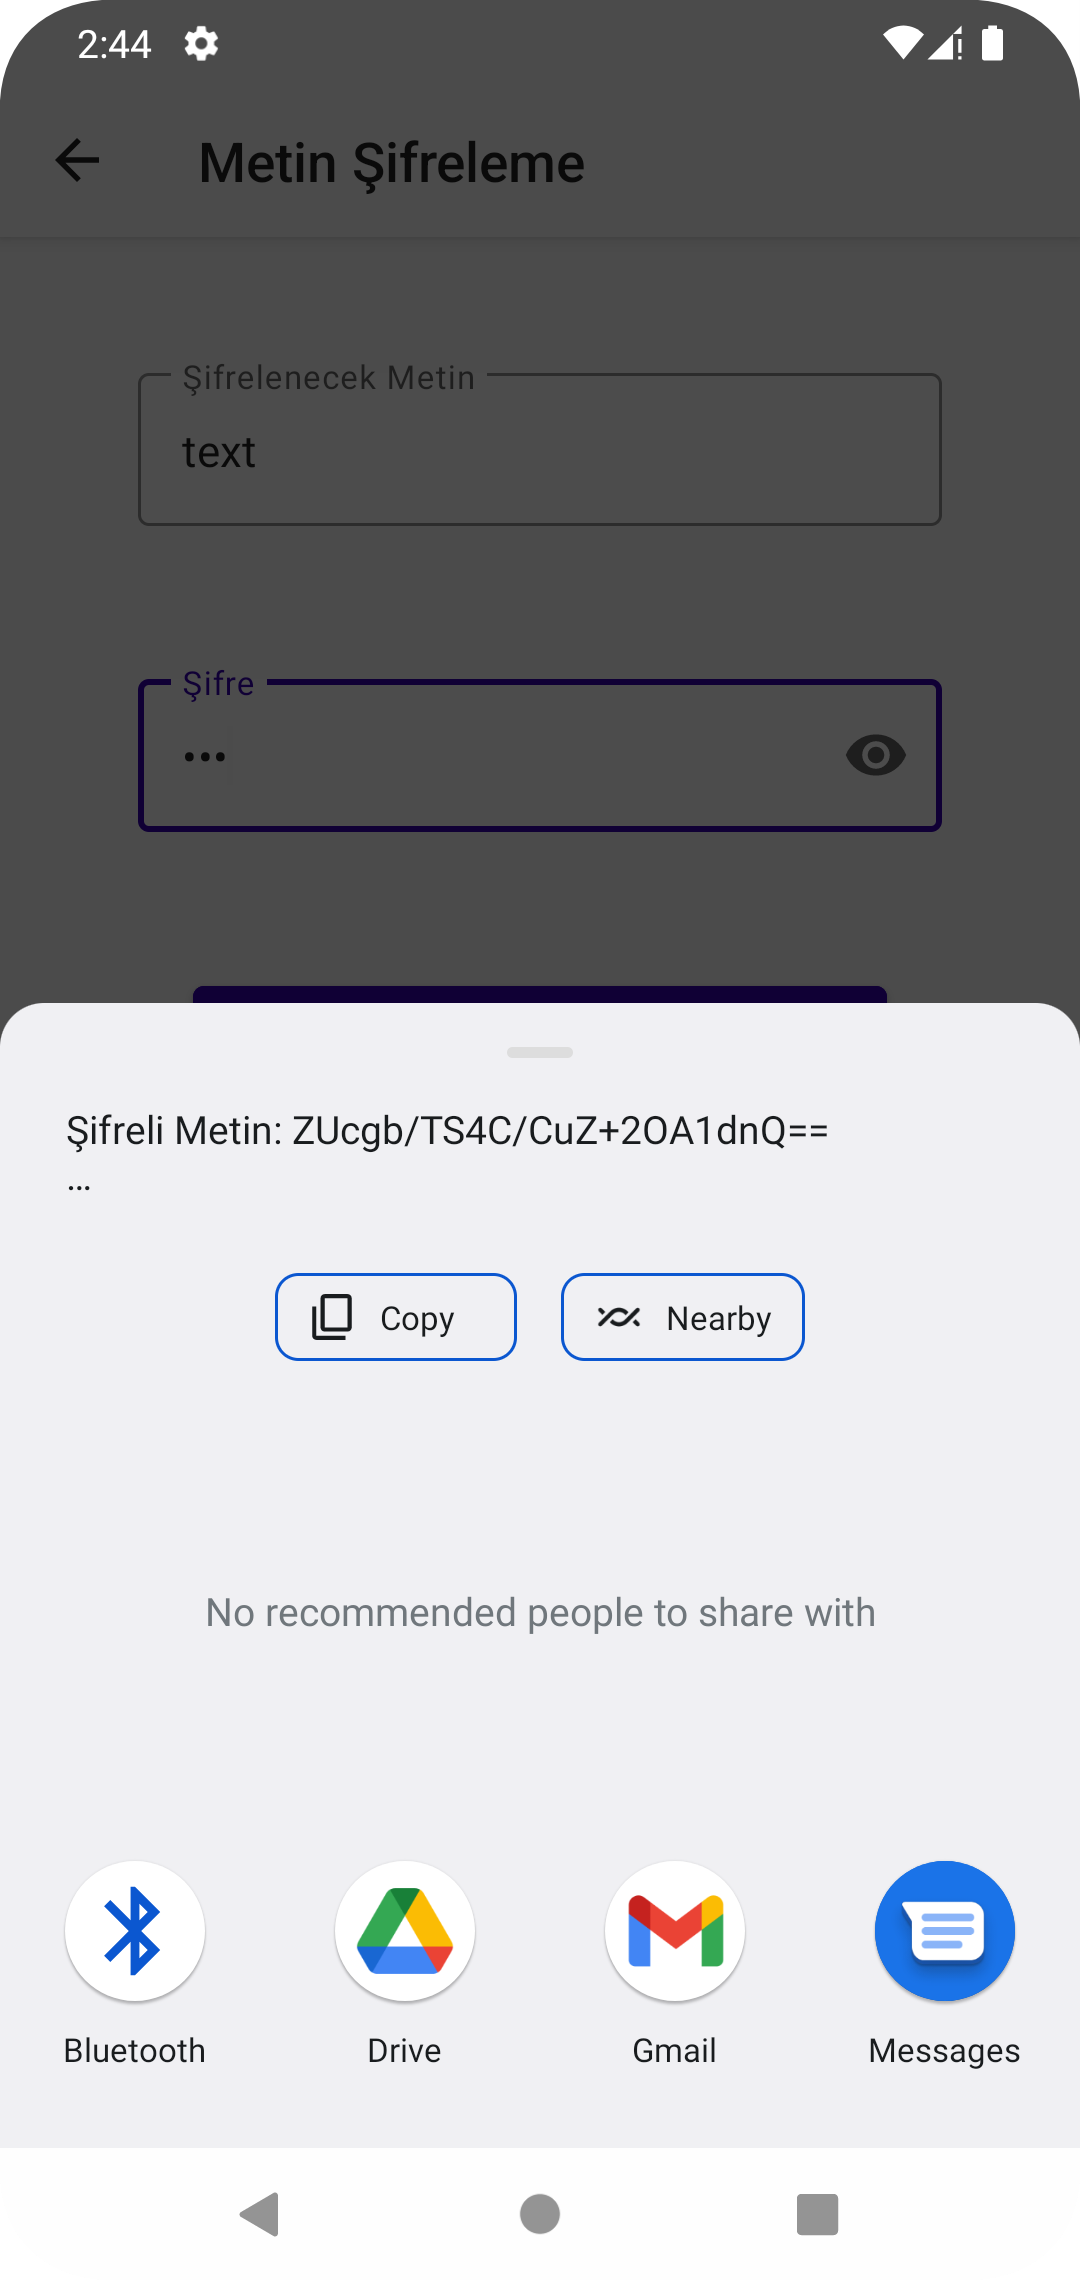 2:44
Metin Şifreleme
Şifrelenecek Metin
text
Şifre
•••
Şifreli Metin: ZUcgb/TS4C/CuZ+2OA1dnQ==
…
Copy
Nearby
No recommended people to share with
Bluetooth
Drive
Gmail
Messages